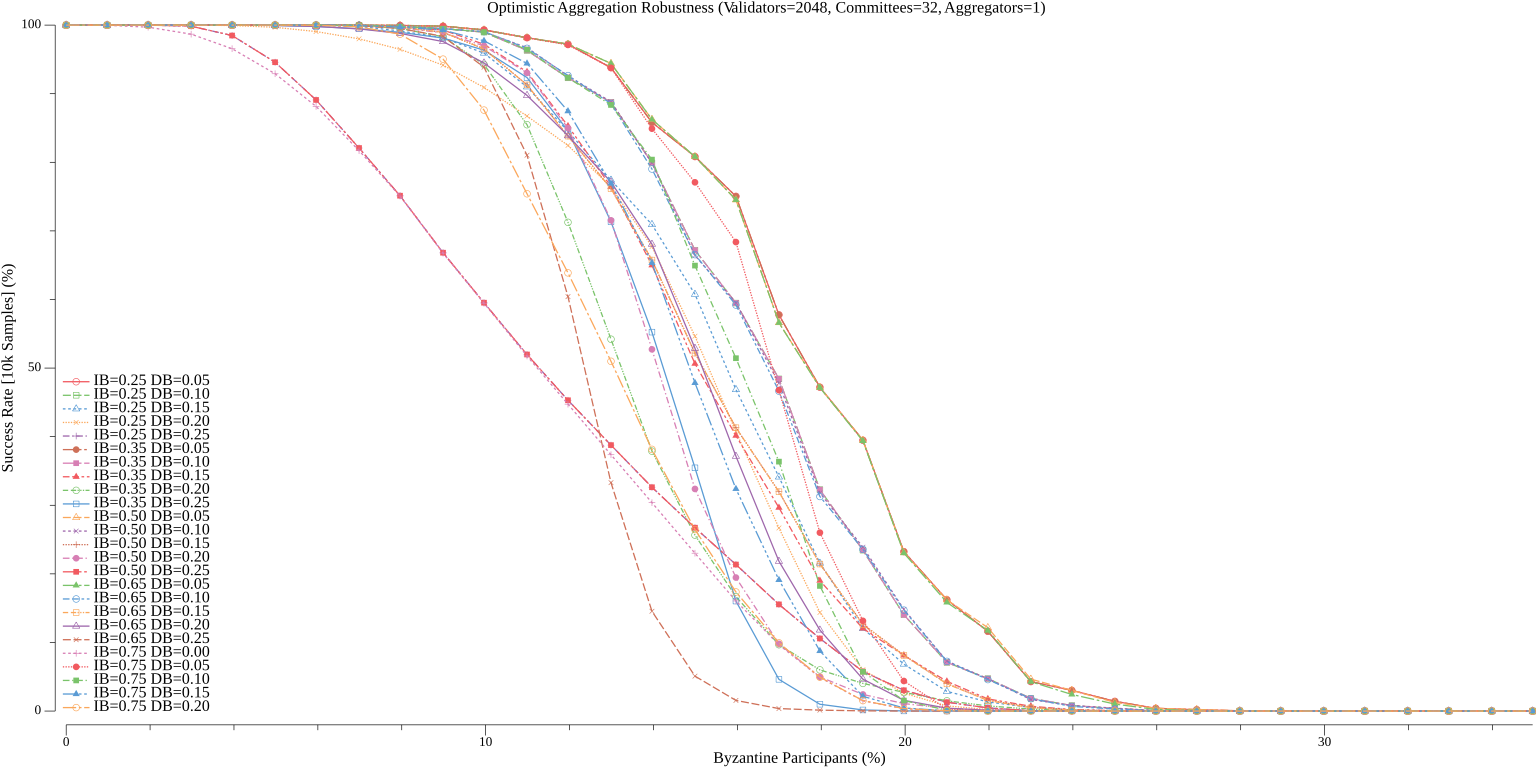 Optimistic Aggregation Robustness (Validators=2048, Committees=32, Aggregators=1)
100
50
0
Success Rate [10k Samples] (%)
IB=0.25 DB=0.05
IB=0.25 DB=0.10
IB=0.25 DB=0.15
IB=0.25 DB=0.20
IB=0.25 DB=0.25
IB=0.35 DB=0.05
IB=0.35 DB=0.10
IB=0.35 DB=0.15
IB=0.35 DB=0.20
IB=0.35 DB=0.25
IB=0.50 DB=0.05
IB=0.50 DB=0.10
IB=0.50 DB=0.15
IB=0.50 DB=0.20
IB=0.50 DB=0.25
IB=0.65 DB=0.05
IB=0.65 DB=0.10
IB=0.65 DB=0.15
IB=0.65 DB=0.20
IB=0.65 DB=0.25
IB=0.75 DB=0.00
IB=0.75 DB=0.05
IB=0.75 DB=0.10
IB=0.75 DB=0.15
IB=0.75 DB=0.20
0 10 20 30
Byzantine Participants (%)